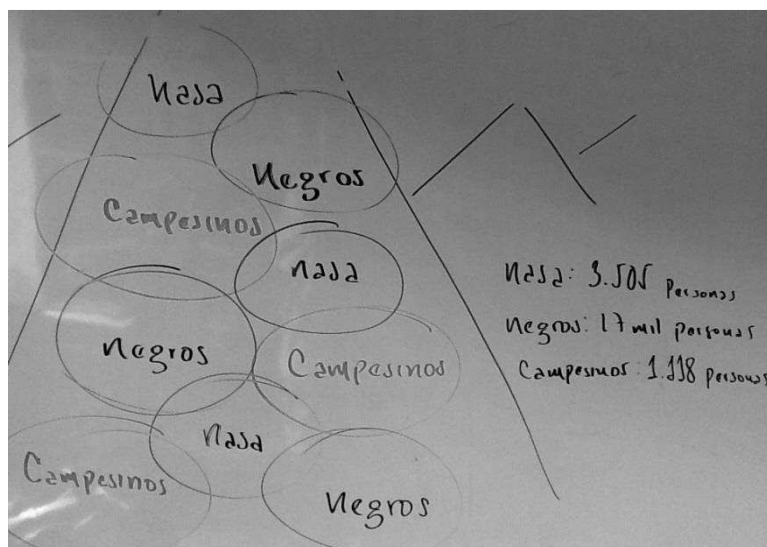 Nasa
Negros
Campesinos
nasa
negros
Campesinos
nasa
Campesinos
Negros
Nasa: 3.505 personas
Negros: 17 mil personas
Campesinos: 1.118 personas